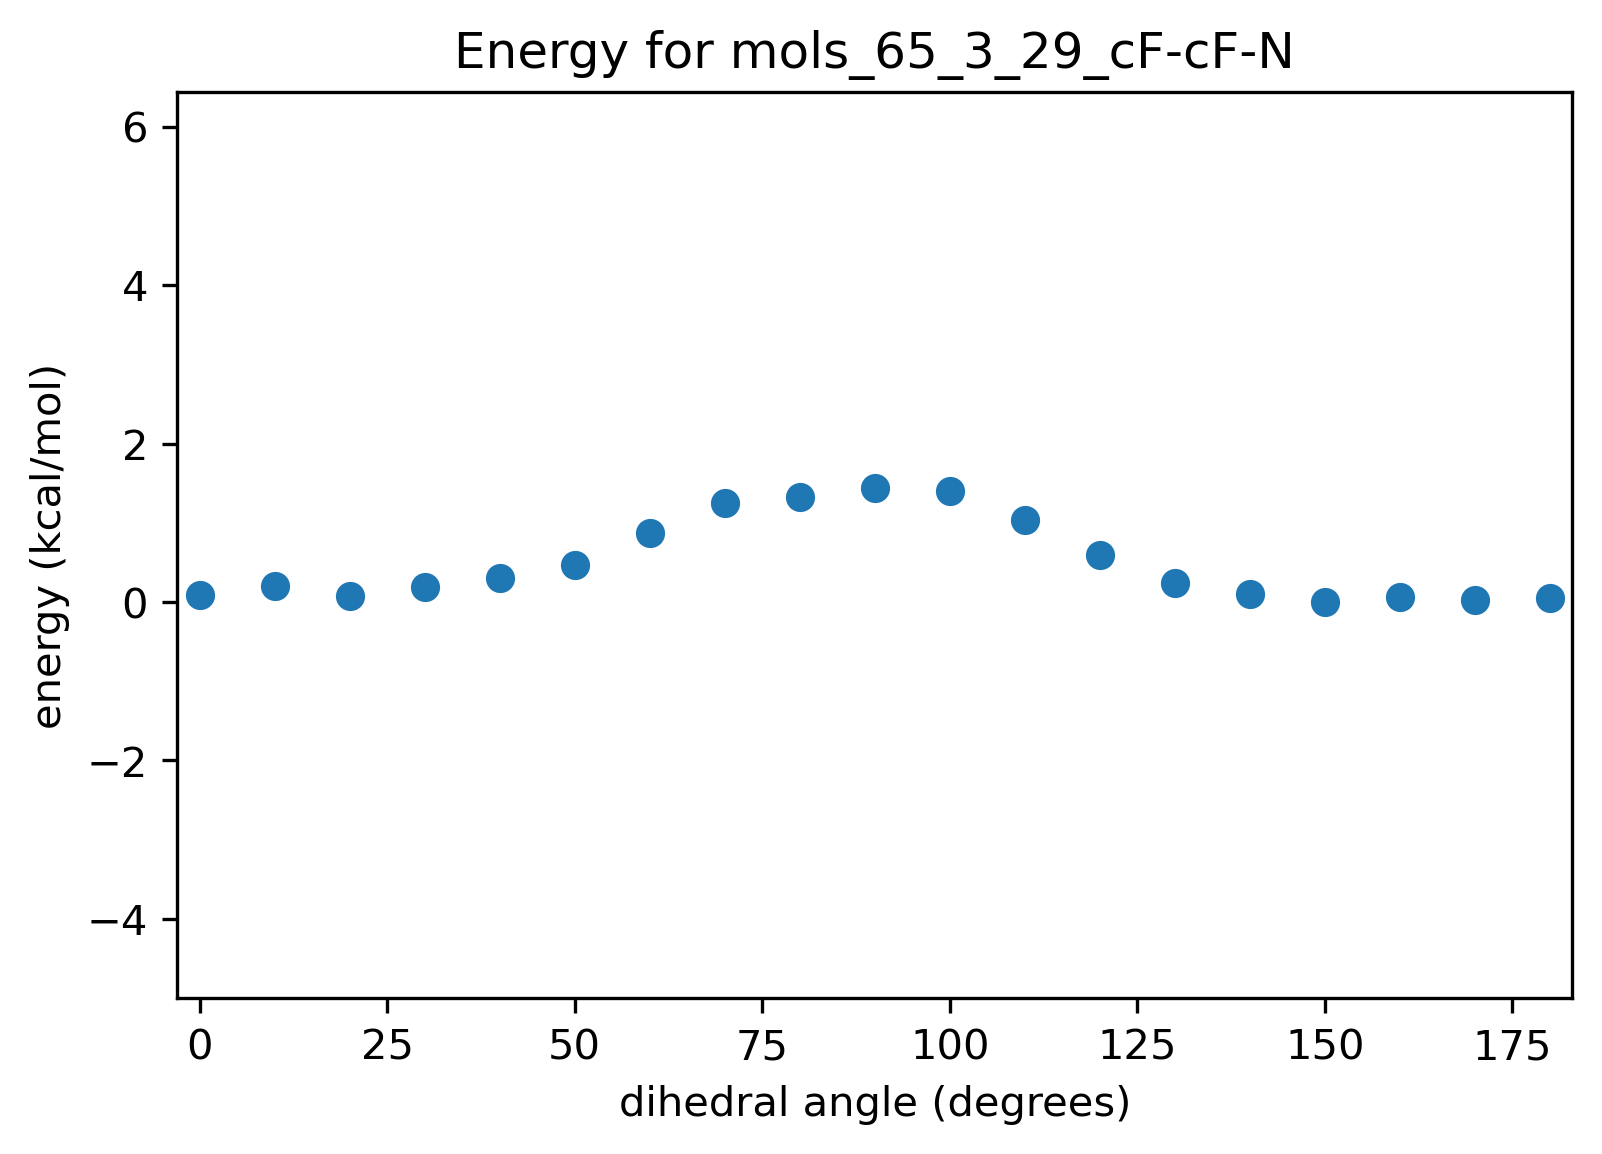 Energy for mols_65_3_29_cF-cF-N
6
4
2
0
−2
−4
energy (kcal/mol)
0 25 50 75 100 125 150 175
dihedral angle (degrees)